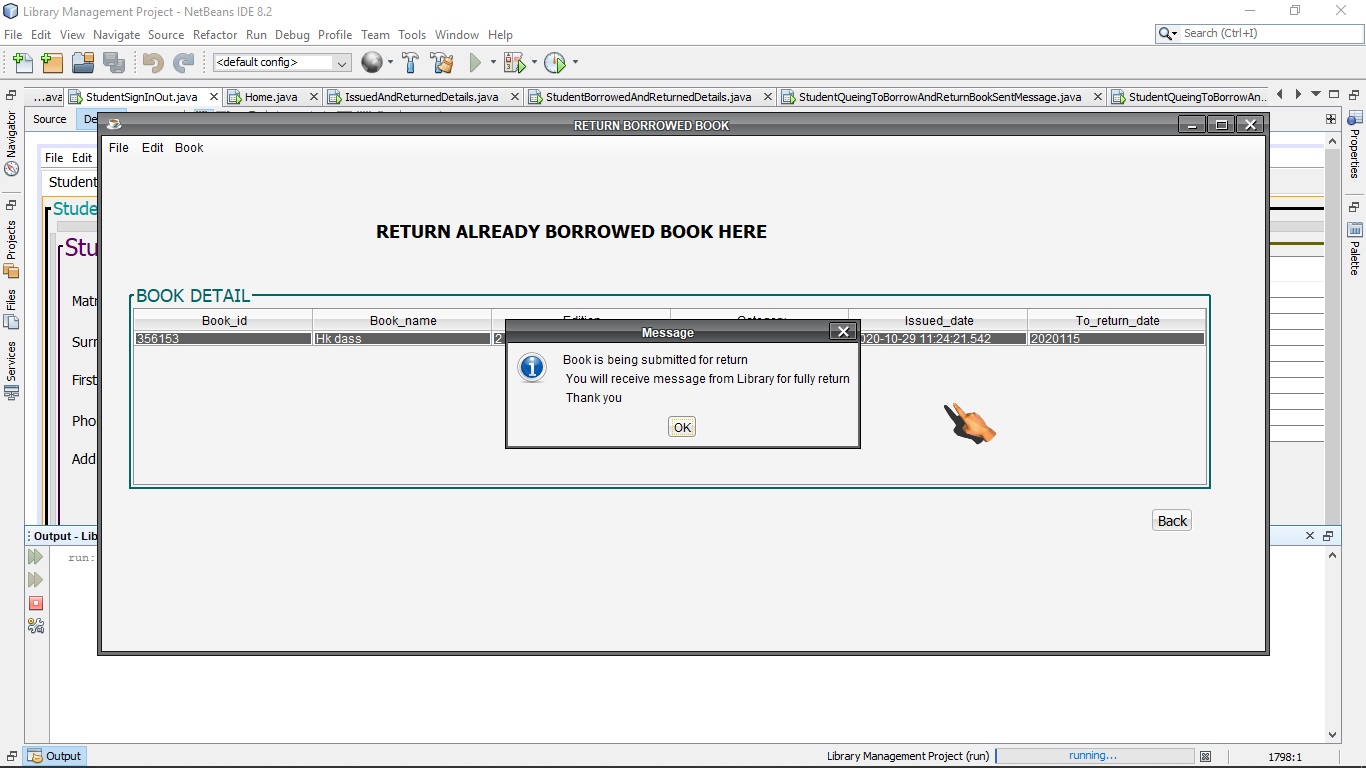 Library Management Project - NetBeans IDE 8.2
File Edit View Navigate Source Refactor Run Debug Profile Team Tools Window Help
Search (Ctrl+I)
<default config>
...ava StudentSignInOut.java Home.java IssuedAndReturnedDetails.java StudentBorrowedAndReturnedDetails.java StudentQueingToBorrowAndReturnBookSentMessage.java StudentQueingToBorrowAn...
Source De
Navigator
Projects
Files
Services
Properties
Palette
File Edit
Student
Stude
Stu
Matr
Surr
First
Pho
Add
RETURN BORROWED BOOK
File Edit Book
RETURN ALREADY BORROWED BOOK HERE
BOOK DETAIL
Book_id Book_name Edition Category Issued_date To_return_date
356153 Hk dass 2 020-10-29 11:24:21.542 2020115
Message
Book is being submitted for return
You will receive message from Library for fully return
Thank you
OK
Back
Output - Lib
run:
Output
Library Management Project (run) running... 1798:1